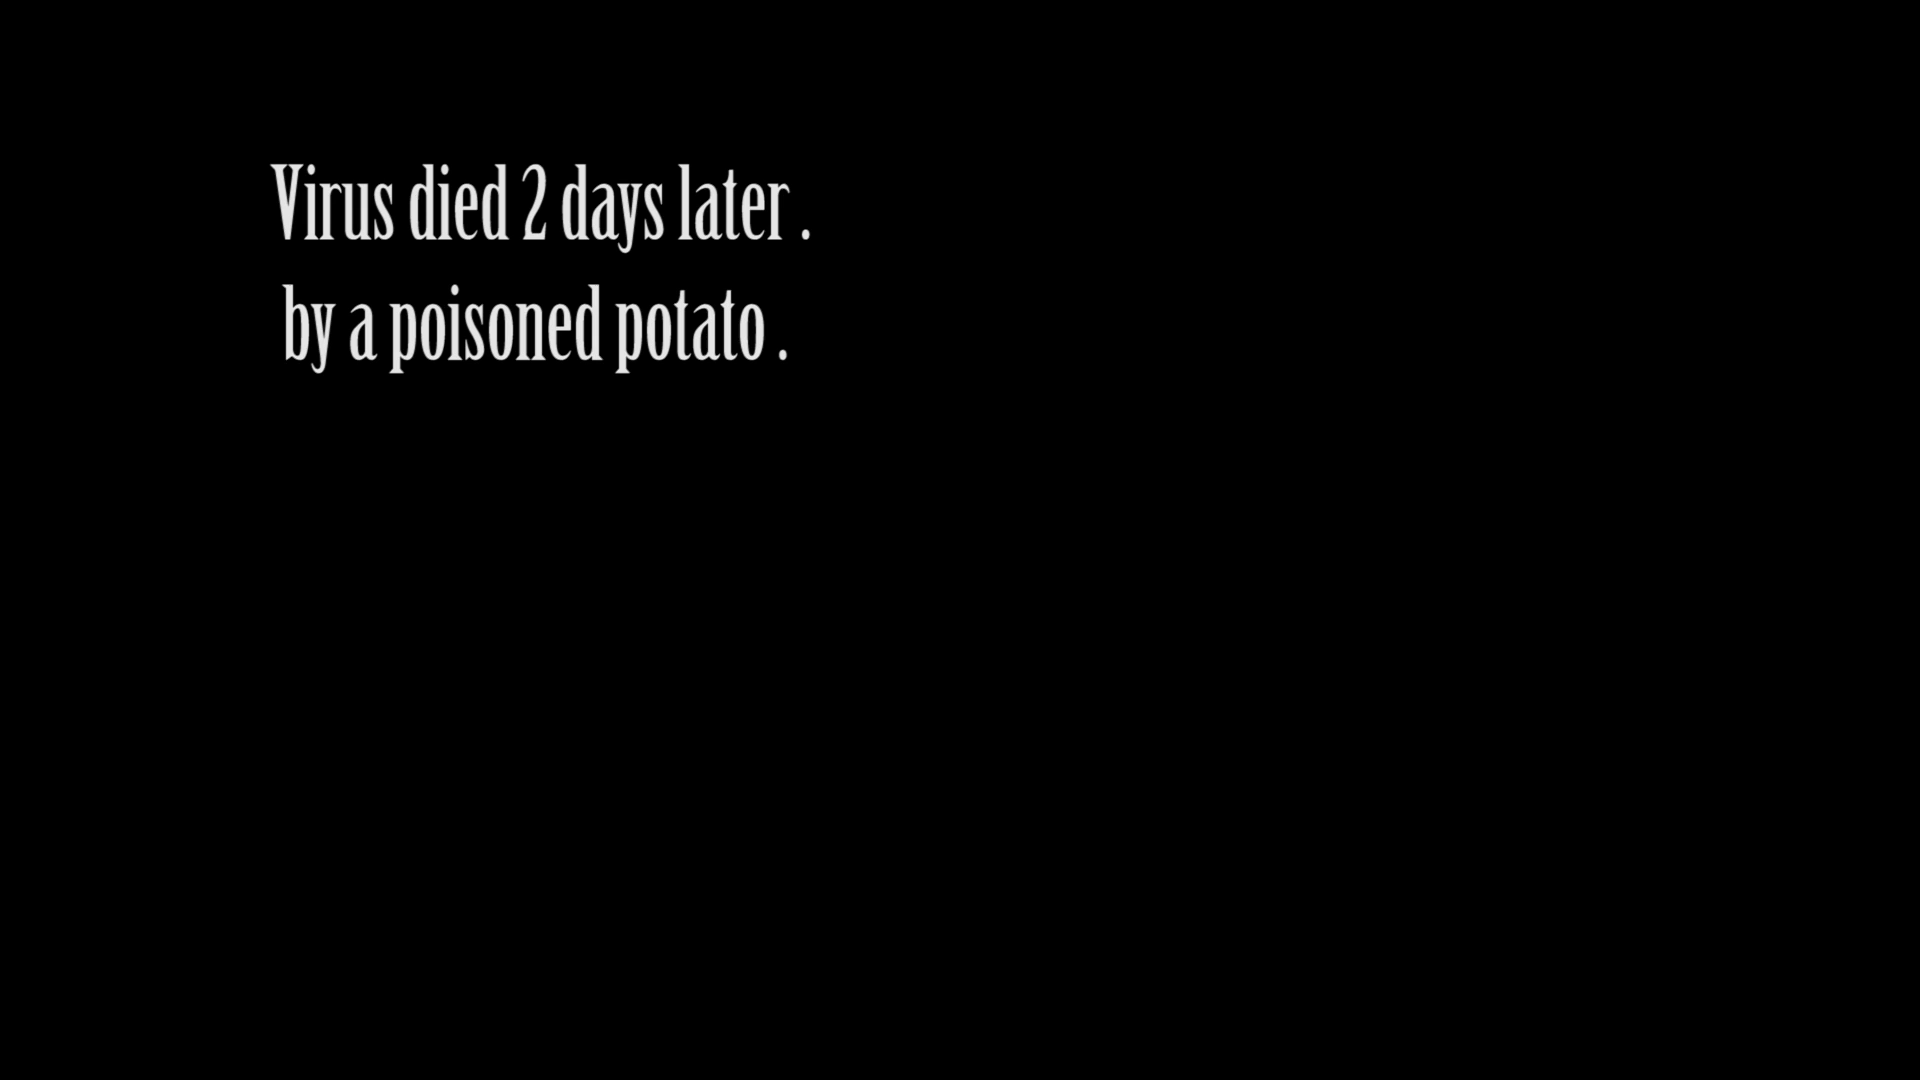 Virus died 2 days later .
by a poisoned potato .